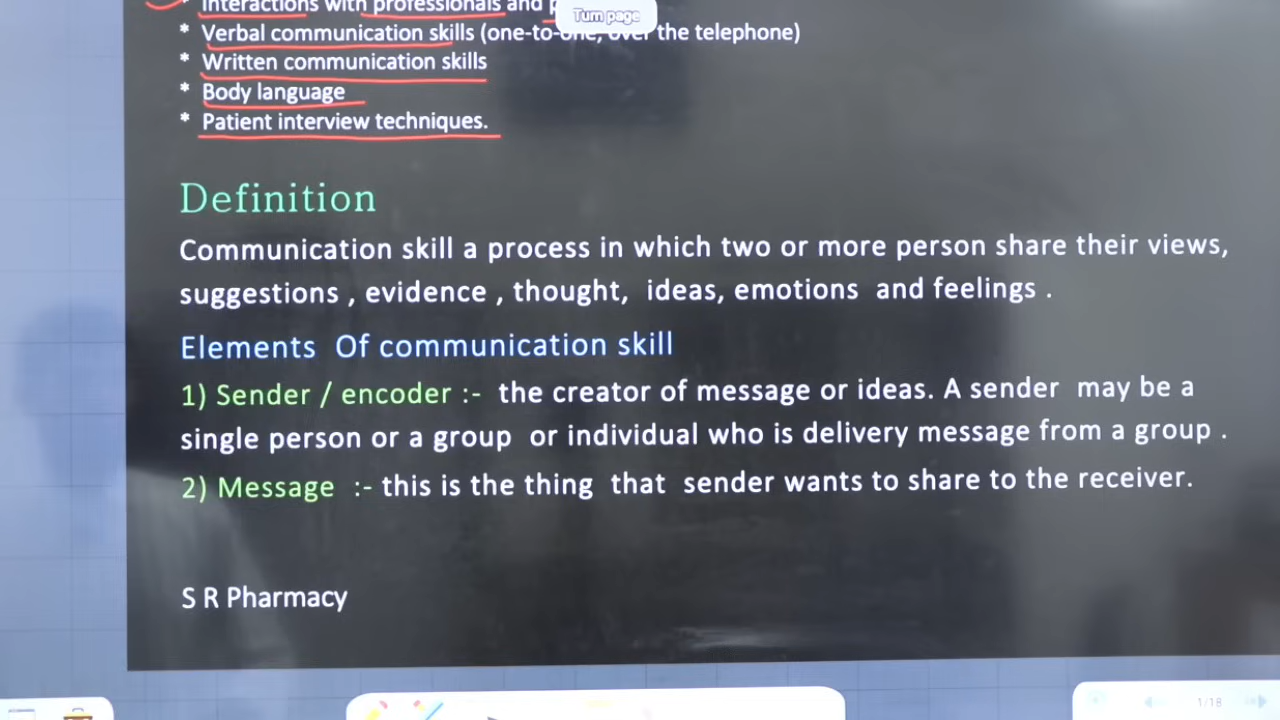 * Interactions with professionals and
Turn page
* Verbal communication skills (one-to-one, over the telephone)
* Written communication skills
* Body language
* Patient interview techniques.
Definition
Communication skill a process in which two or more person share their views,
suggestions , evidence , thought, ideas, emotions and feelings .
Elements Of communication skill
1) Sender / encoder :- the creator of message or ideas. A sender may be a
single person or a group or individual who is delivery message from a group .
2) Message :- this is the thing that sender wants to share to the receiver.
S R Pharmacy
1/18